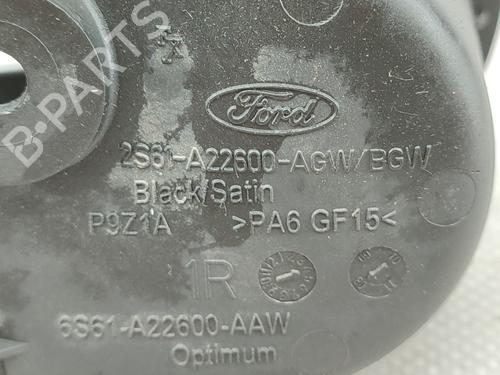 B-PARTS
Ford
2S61-A22600-AGW/BGW
Black/Satin
P9Z1A >PA6 GF15<
1R
6S61-A22600-AAW
Optimum